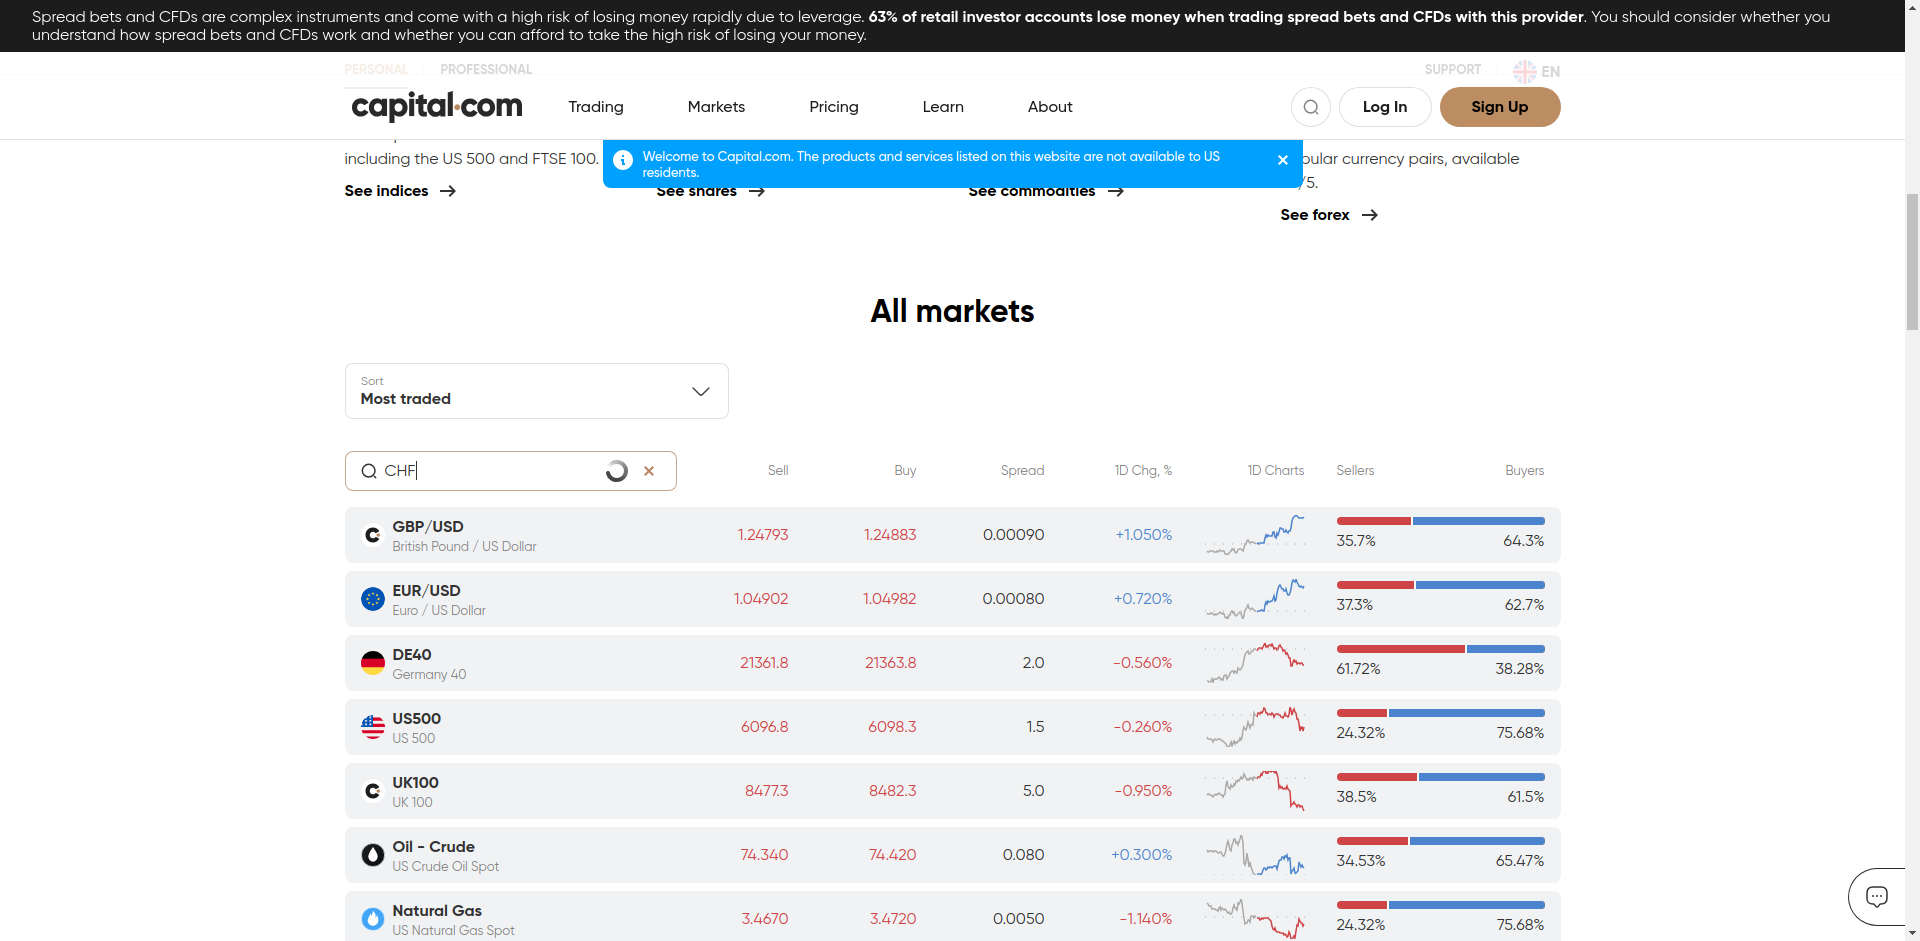 Spread bets and CFDs are complex instruments and come with a high risk of losing money rapidly due to leverage. 63% of retail investor accounts lose money when trading spread bets and CFDs with this provider. You should consider whether you
understand how spread bets and CFDs work and whether you can afford to take the high risk of losing your money.
PERSONAL PROFESSIONAL SUPPORT EN
capital.com Trading Markets Pricing Learn About Log In Sign Up
Welcome to Capital.com. The products and services listed on this website are not available to US
residents.
including the US 500 and FTSE 100.
pular currency pairs, available
/5.
See indices See shares See commodities
See forex
All markets
Sort
Most traded
CHF Sell Buy Spread 1D Chg, % 1D Charts Sellers Buyers
GBP/USD
British Pound / US Dollar
1.24793 1.24883 0.00090 +1.050% 35.7% 64.3%
EUR/USD
Euro / US Dollar
1.04902 1.04982 0.00080 +0.720% 37.3% 62.7%
DE40
Germany 40
21361.8 21363.8 2.0 -0.560% 61.72% 38.28%
US500
US 500
6096.8 6098.3 1.5 -0.260% 24.32% 75.68%
UK100
UK 100
8477.3 8482.3 5.0 -0.950% 38.5% 61.5%
Oil - Crude
US Crude Oil Spot
74.340 74.420 0.080 +0.300% 34.53% 65.47%
Natural Gas
US Natural Gas Spot
3.4670 3.4720 0.0050 -1.140% 24.32% 75.68%